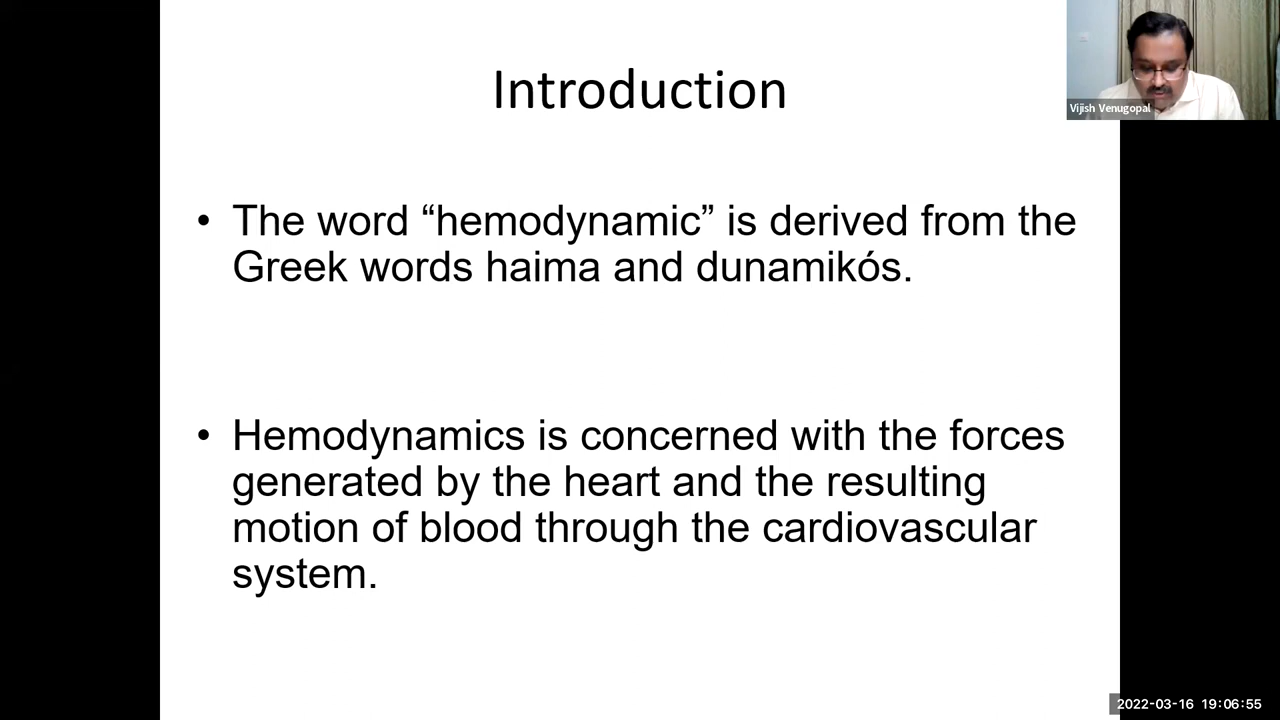 Introduction
Vijish Venugopal
• The word “hemodynamic” is derived from the
Greek words haima and dunamikós.
• Hemodynamics is concerned with the forces
generated by the heart and the resulting
motion of blood through the cardiovascular
system.
2022-03-16 19:06:55